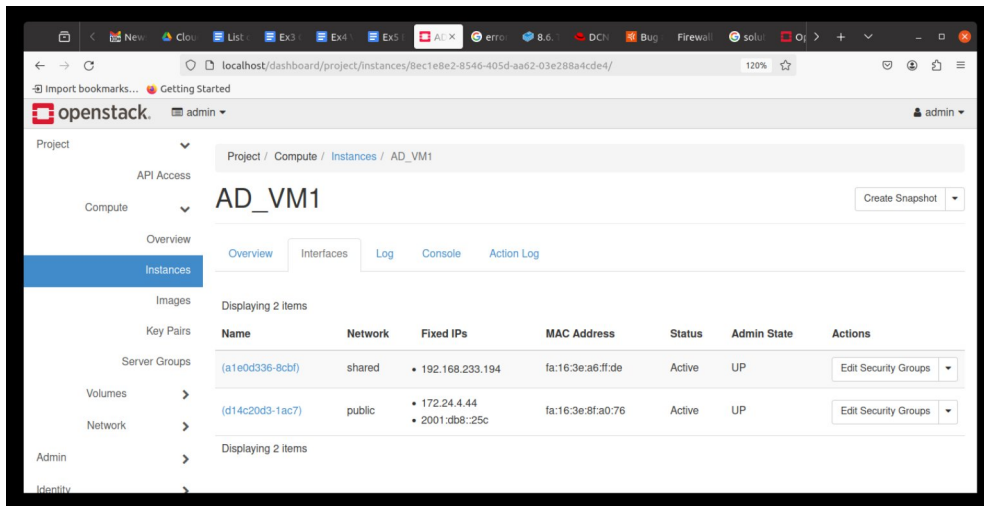 New Clou List Ex3 Ex4 Ex5 AD erro 8.6. DCN Bug Firewall solut Op
localhost/dashboard/project/instances/8ec1e8e2-8546-405d-aa62-03e288a4cde4/ 120%
Import bookmarks... Getting Started
openstack. admin admin
Project
API Access
Compute
Overview
Instances
Images
Key Pairs
Server Groups
Volumes
Network
Admin
Identity
Project / Compute / Instances / AD_VM1
AD_VM1
Create Snapshot
Overview Interfaces Log Console Action Log
Displaying 2 items
Name Network Fixed IPs MAC Address Status Admin State Actions
(a1e0d336-8cbf) shared • 192.168.233.194 fa:16:3e:a6:ff:de Active UP Edit Security Groups
(d14c20d3-1ac7) public • 172.24.4.44 fa:16:3e:8f:a0:76 Active UP Edit Security Groups
• 2001:db8::25c
Displaying 2 items